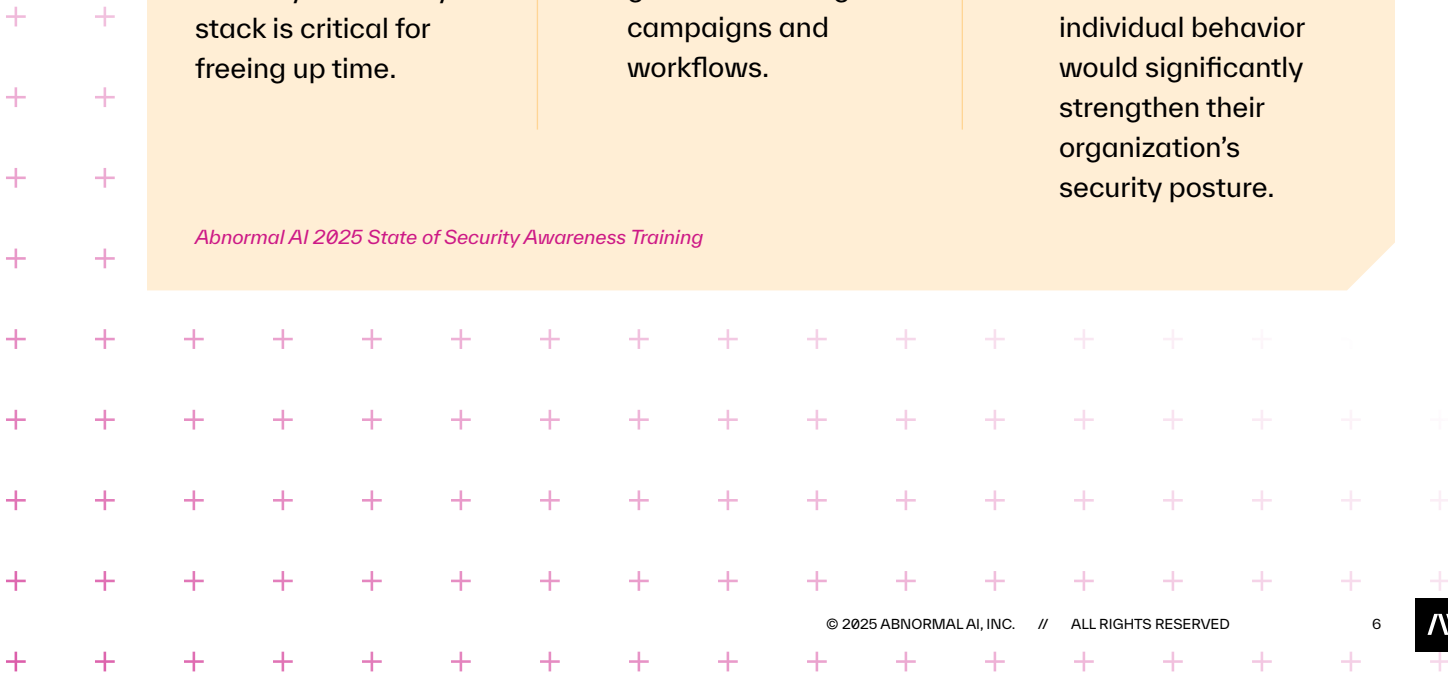 stack is critical for
freeing up time.
campaigns and
workflows.
individual behavior
would significantly
strengthen their
organization’s
security posture.
Abnormal AI 2025 State of Security Awareness Training
© 2025 ABNORMAL AI, INC. // ALL RIGHTS RESERVED 6